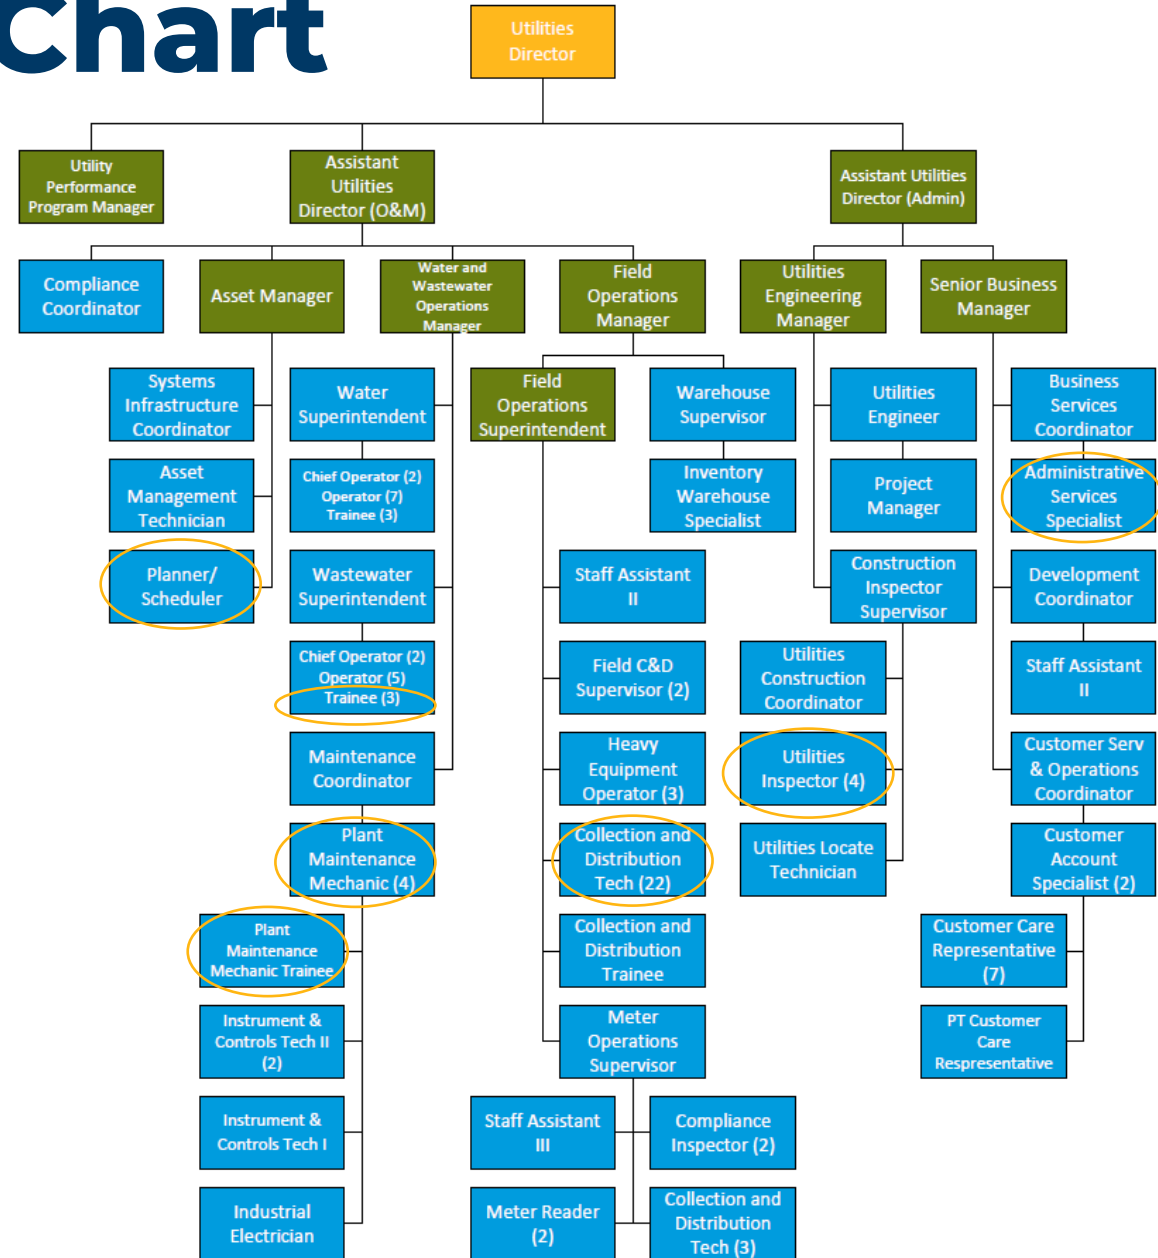 Chart
Utilities
Director
Utility
Performance
Program Manager
Assistant
Utilities
Director (O&M)
Assistant Utilities
Director (Admin)
Compliance
Coordinator
Asset Manager
Water and
Wastewater
Operations
Manager
Field
Operations
Manager
Utilities
Engineering
Manager
Senior Business
Manager
Systems
Infrastructure
Coordinator
Water
Superintendent
Field
Operations
Superintendent
Warehouse
Supervisor
Utilities
Engineer
Business
Services
Coordinator
Asset
Management
Technician
Chief Operator (2)
Operator (7)
Trainee (3)
Inventory
Warehouse
Specialist
Project
Manager
Administrative
Services
Specialist
Planner/
Scheduler
Wastewater
Superintendent
Staff Assistant
II
Construction
Inspector
Supervisor
Development
Coordinator
Chief Operator (2)
Operator (5)
Trainee (3)
Field C&D
Supervisor (2)
Utilities
Construction
Coordinator
Staff Assistant
II
Maintenance
Coordinator
Heavy
Equipment
Operator (3)
Utilities
Inspector (4)
Customer Serv
& Operations
Coordinator
Plant
Maintenance
Mechanic (4)
Collection and
Distribution
Tech (22)
Utilities Locate
Technician
Customer
Account
Specialist (2)
Plant
Maintenance
Mechanic Trainee
Collection and
Distribution
Trainee
Customer Care
Representative
(7)
Instrument &
Controls Tech II
(2)
Meter
Operations
Supervisor
PT Customer
Care
Respresentative
Instrument &
Controls Tech I
Staff Assistant
III
Compliance
Inspector (2)
Industrial
Electrician
Meter Reader
(2)
Collection and
Distribution
Tech (3)